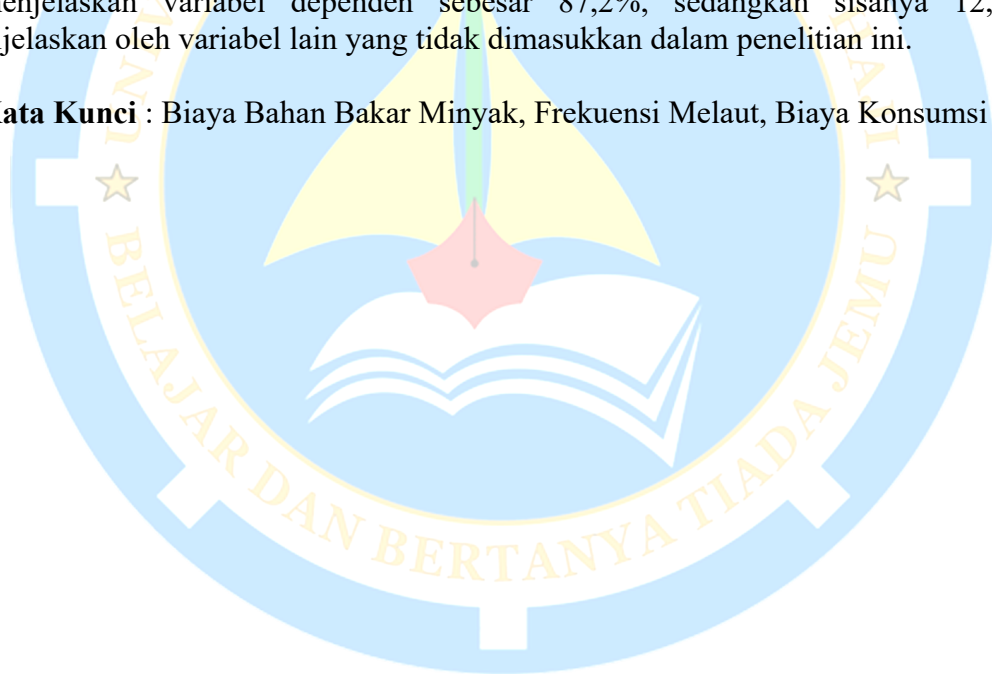 menjelaskan variabel dependen sebesar 87,2%, sedangkan sisanya 12,
jelaskan oleh variabel lain yang tidak dimasukkan dalam penelitian ini.
Kata Kunci : Biaya Bahan Bakar Minyak, Frekuensi Melaut, Biaya Konsumsi
BELAJAR DAN BERTANYA TIADA JEMU